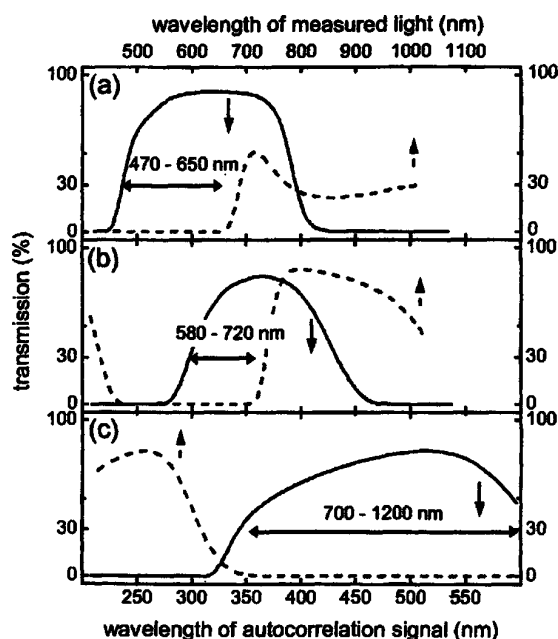 wavelength of measured light (nm)
500 600 700 800 900 1000 1100
100 (a) 100
470 - 650 nm
30 30
0 0
100 (b) 100
580 - 720 nm
30 30
0 0
100 (c) 100
700 - 1200 nm
30 30
0 0
transmission (%)
250 300 350 400 450 500 550
wavelength of autocorrelation signal (nm)